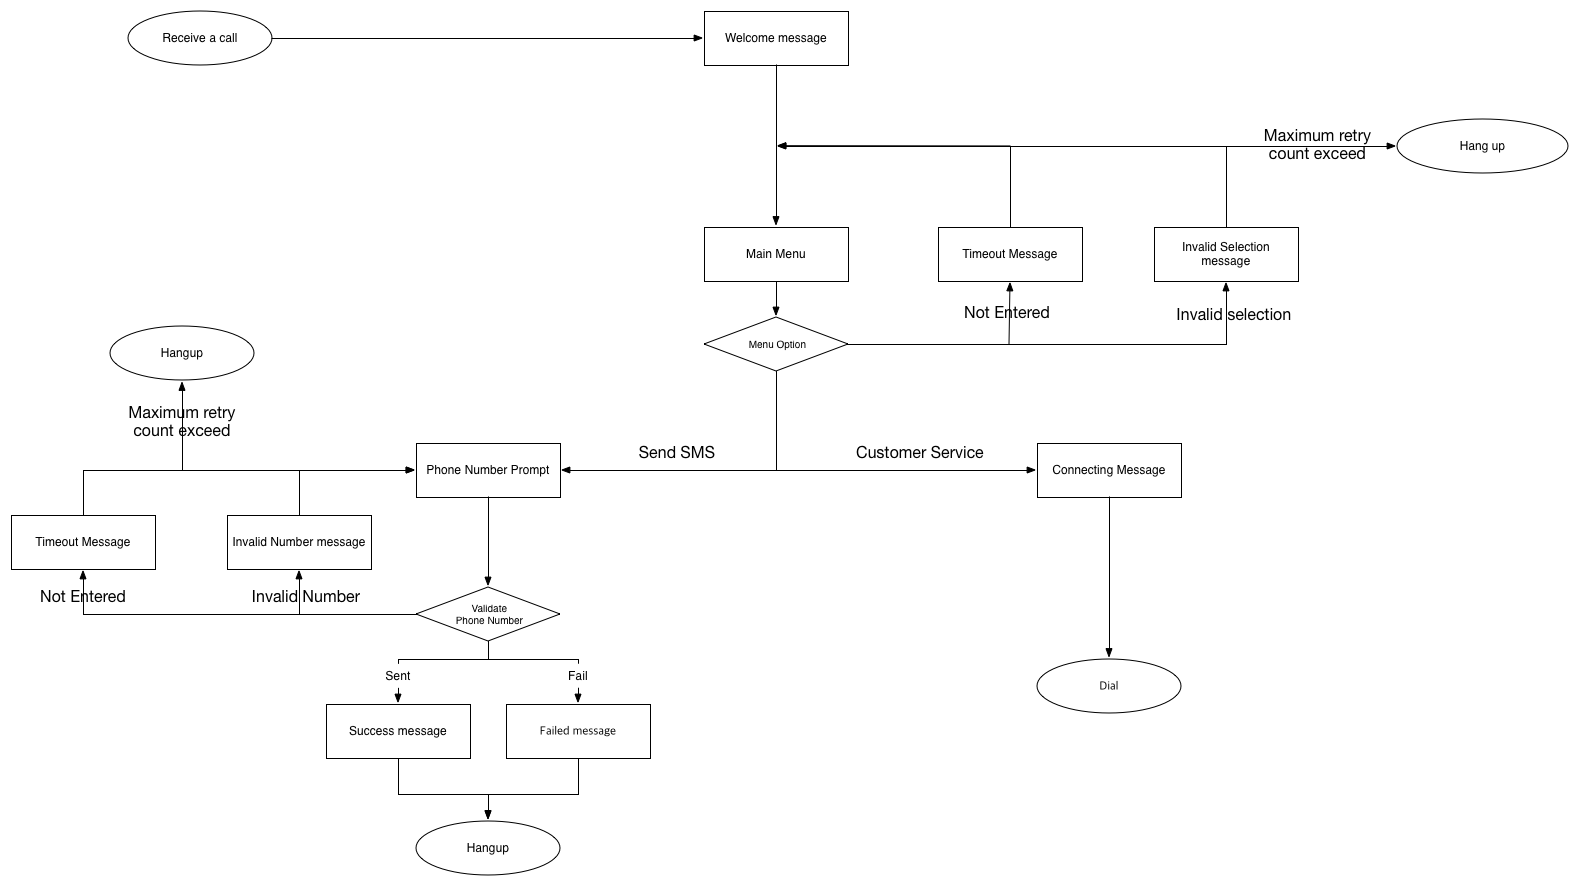 Receive a call
Welcome message
Maximum retry
count exceed
Hang up
Main Menu
Timeout Message
Invalid Selection
message
Not Entered
Invalid selection
Menu Option
Hangup
Maximum retry
count exceed
Send SMS
Customer Service
Phone Number Prompt
Connecting Message
Timeout Message
Invalid Number message
Not Entered
Invalid Number
Validate
Phone Number
Sent
Fail
Dial
Success message
Failed message
Hangup